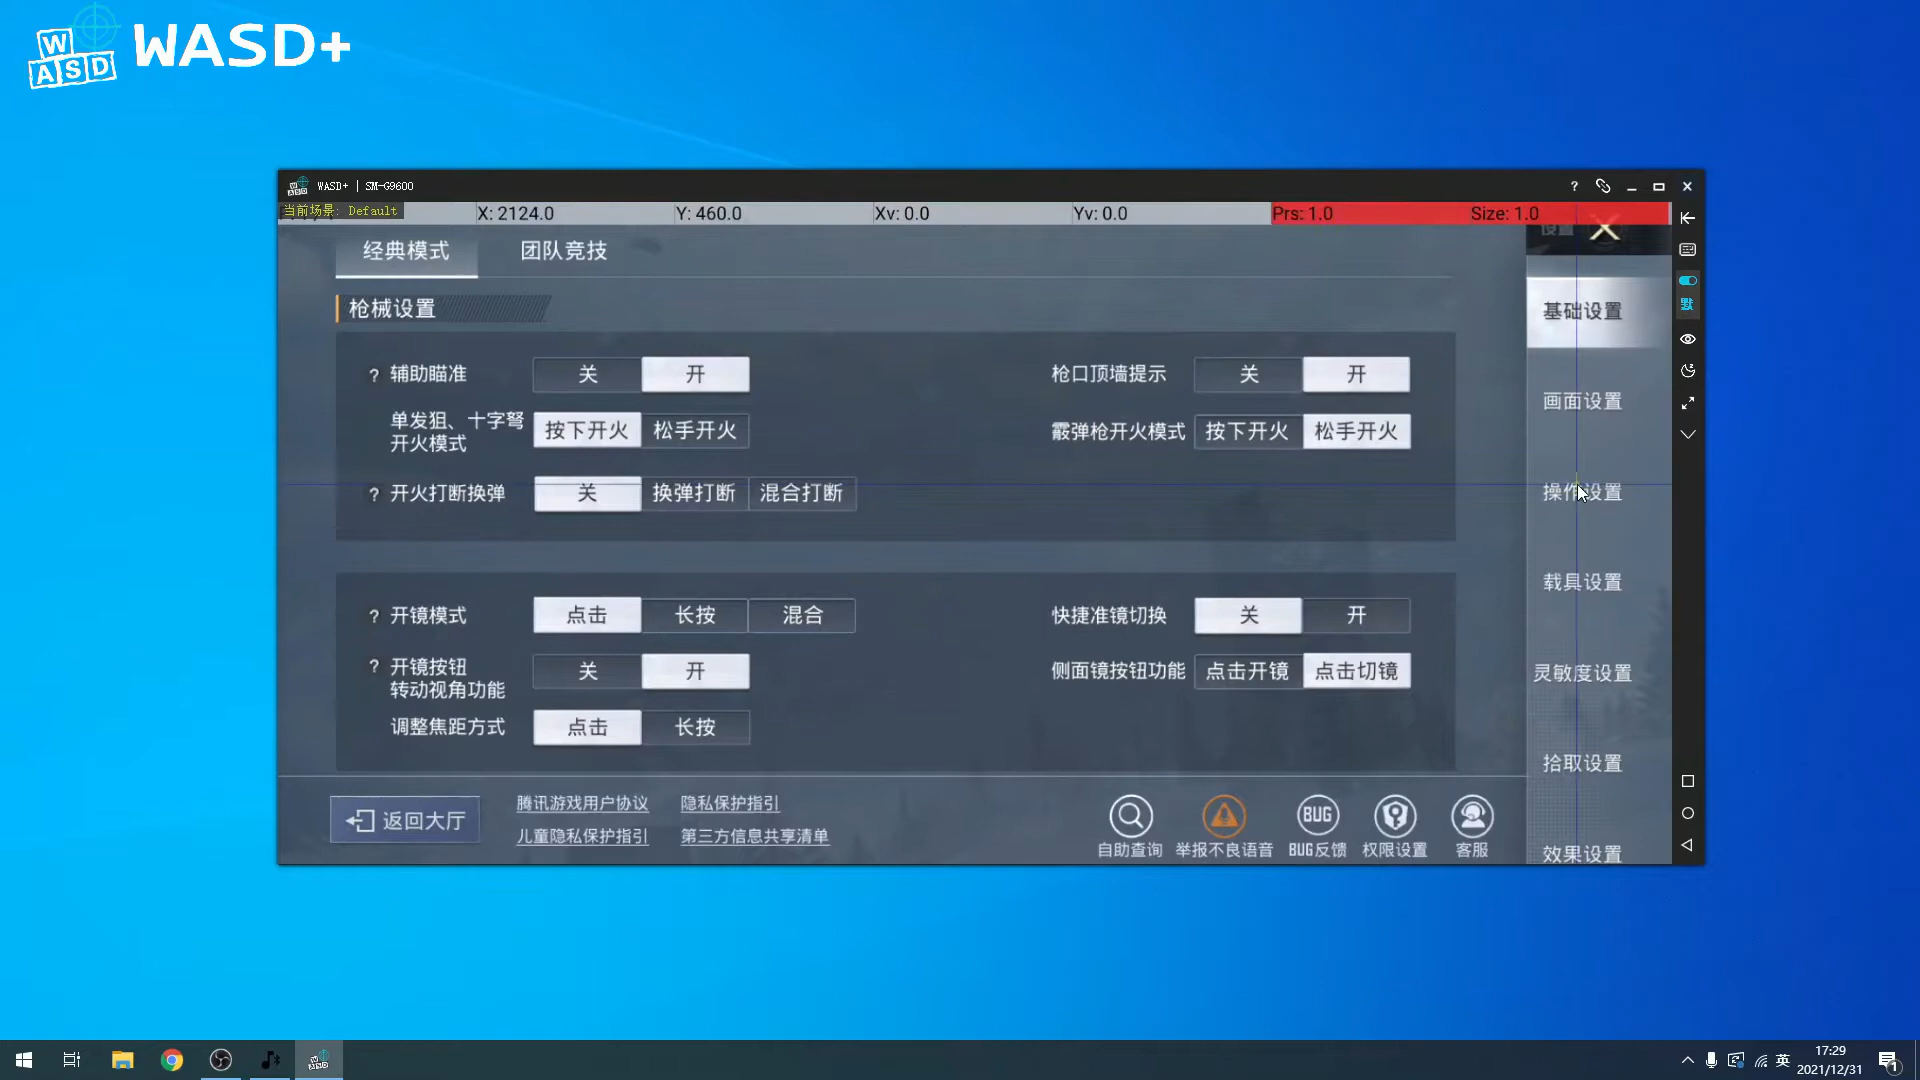 WASD+
WASD+ | SM-G9600
当前场景: Default
X: 2124.0
Y: 460.0
Xv: 0.0
Yv: 0.0
Prs: 1.0
Size: 1.0
经典模式
团队竞技
设置
枪械设置
基础设置
? 辅助瞄准
关
开
枪口顶墙提示
关
开
画面设置
单发狙、十字弩
开火模式
按下开火
松手开火
霰弹枪开火模式
按下开火
松手开火
? 开火打断换弹
关
换弹打断
混合打断
操作设置
载具设置
? 开镜模式
点击
长按
混合
快捷准镜切换
关
开
? 开镜按钮
转动视角功能
关
开
侧面镜按钮功能
点击开镜
点击切镜
灵敏度设置
调整焦距方式
点击
长按
拾取设置
返回大厅
腾讯游戏用户协议
隐私保护指引
儿童隐私保护指引
第三方信息共享清单
自助查询
举报不良语音
BUG
BUG反馈
权限设置
客服
效果设置
默
英
17:29
2021/12/31
1